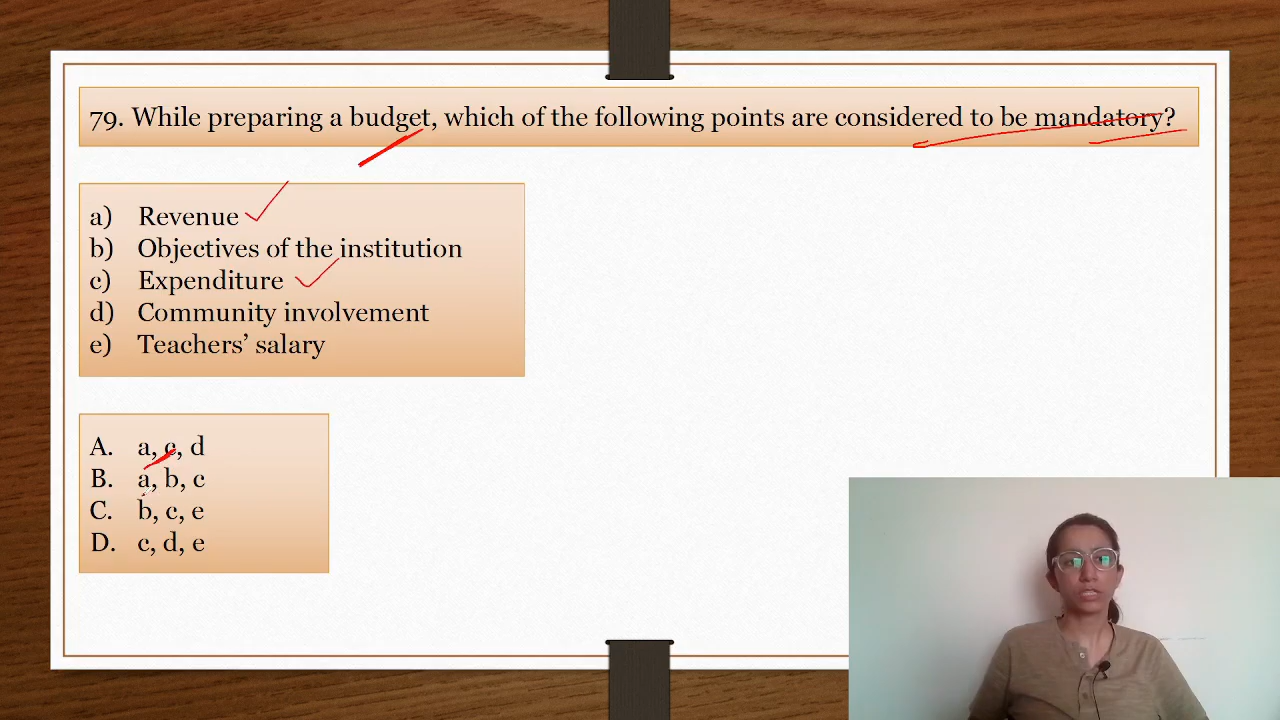 79. While preparing a budget, which of the following points are considered to be mandatory?
a) Revenue
b) Objectives of the institution
c) Expenditure
d) Community involvement
e) Teachers’ salary
A. a, c, d
B. a, b, c
C. b, c, e
D. c, d, e